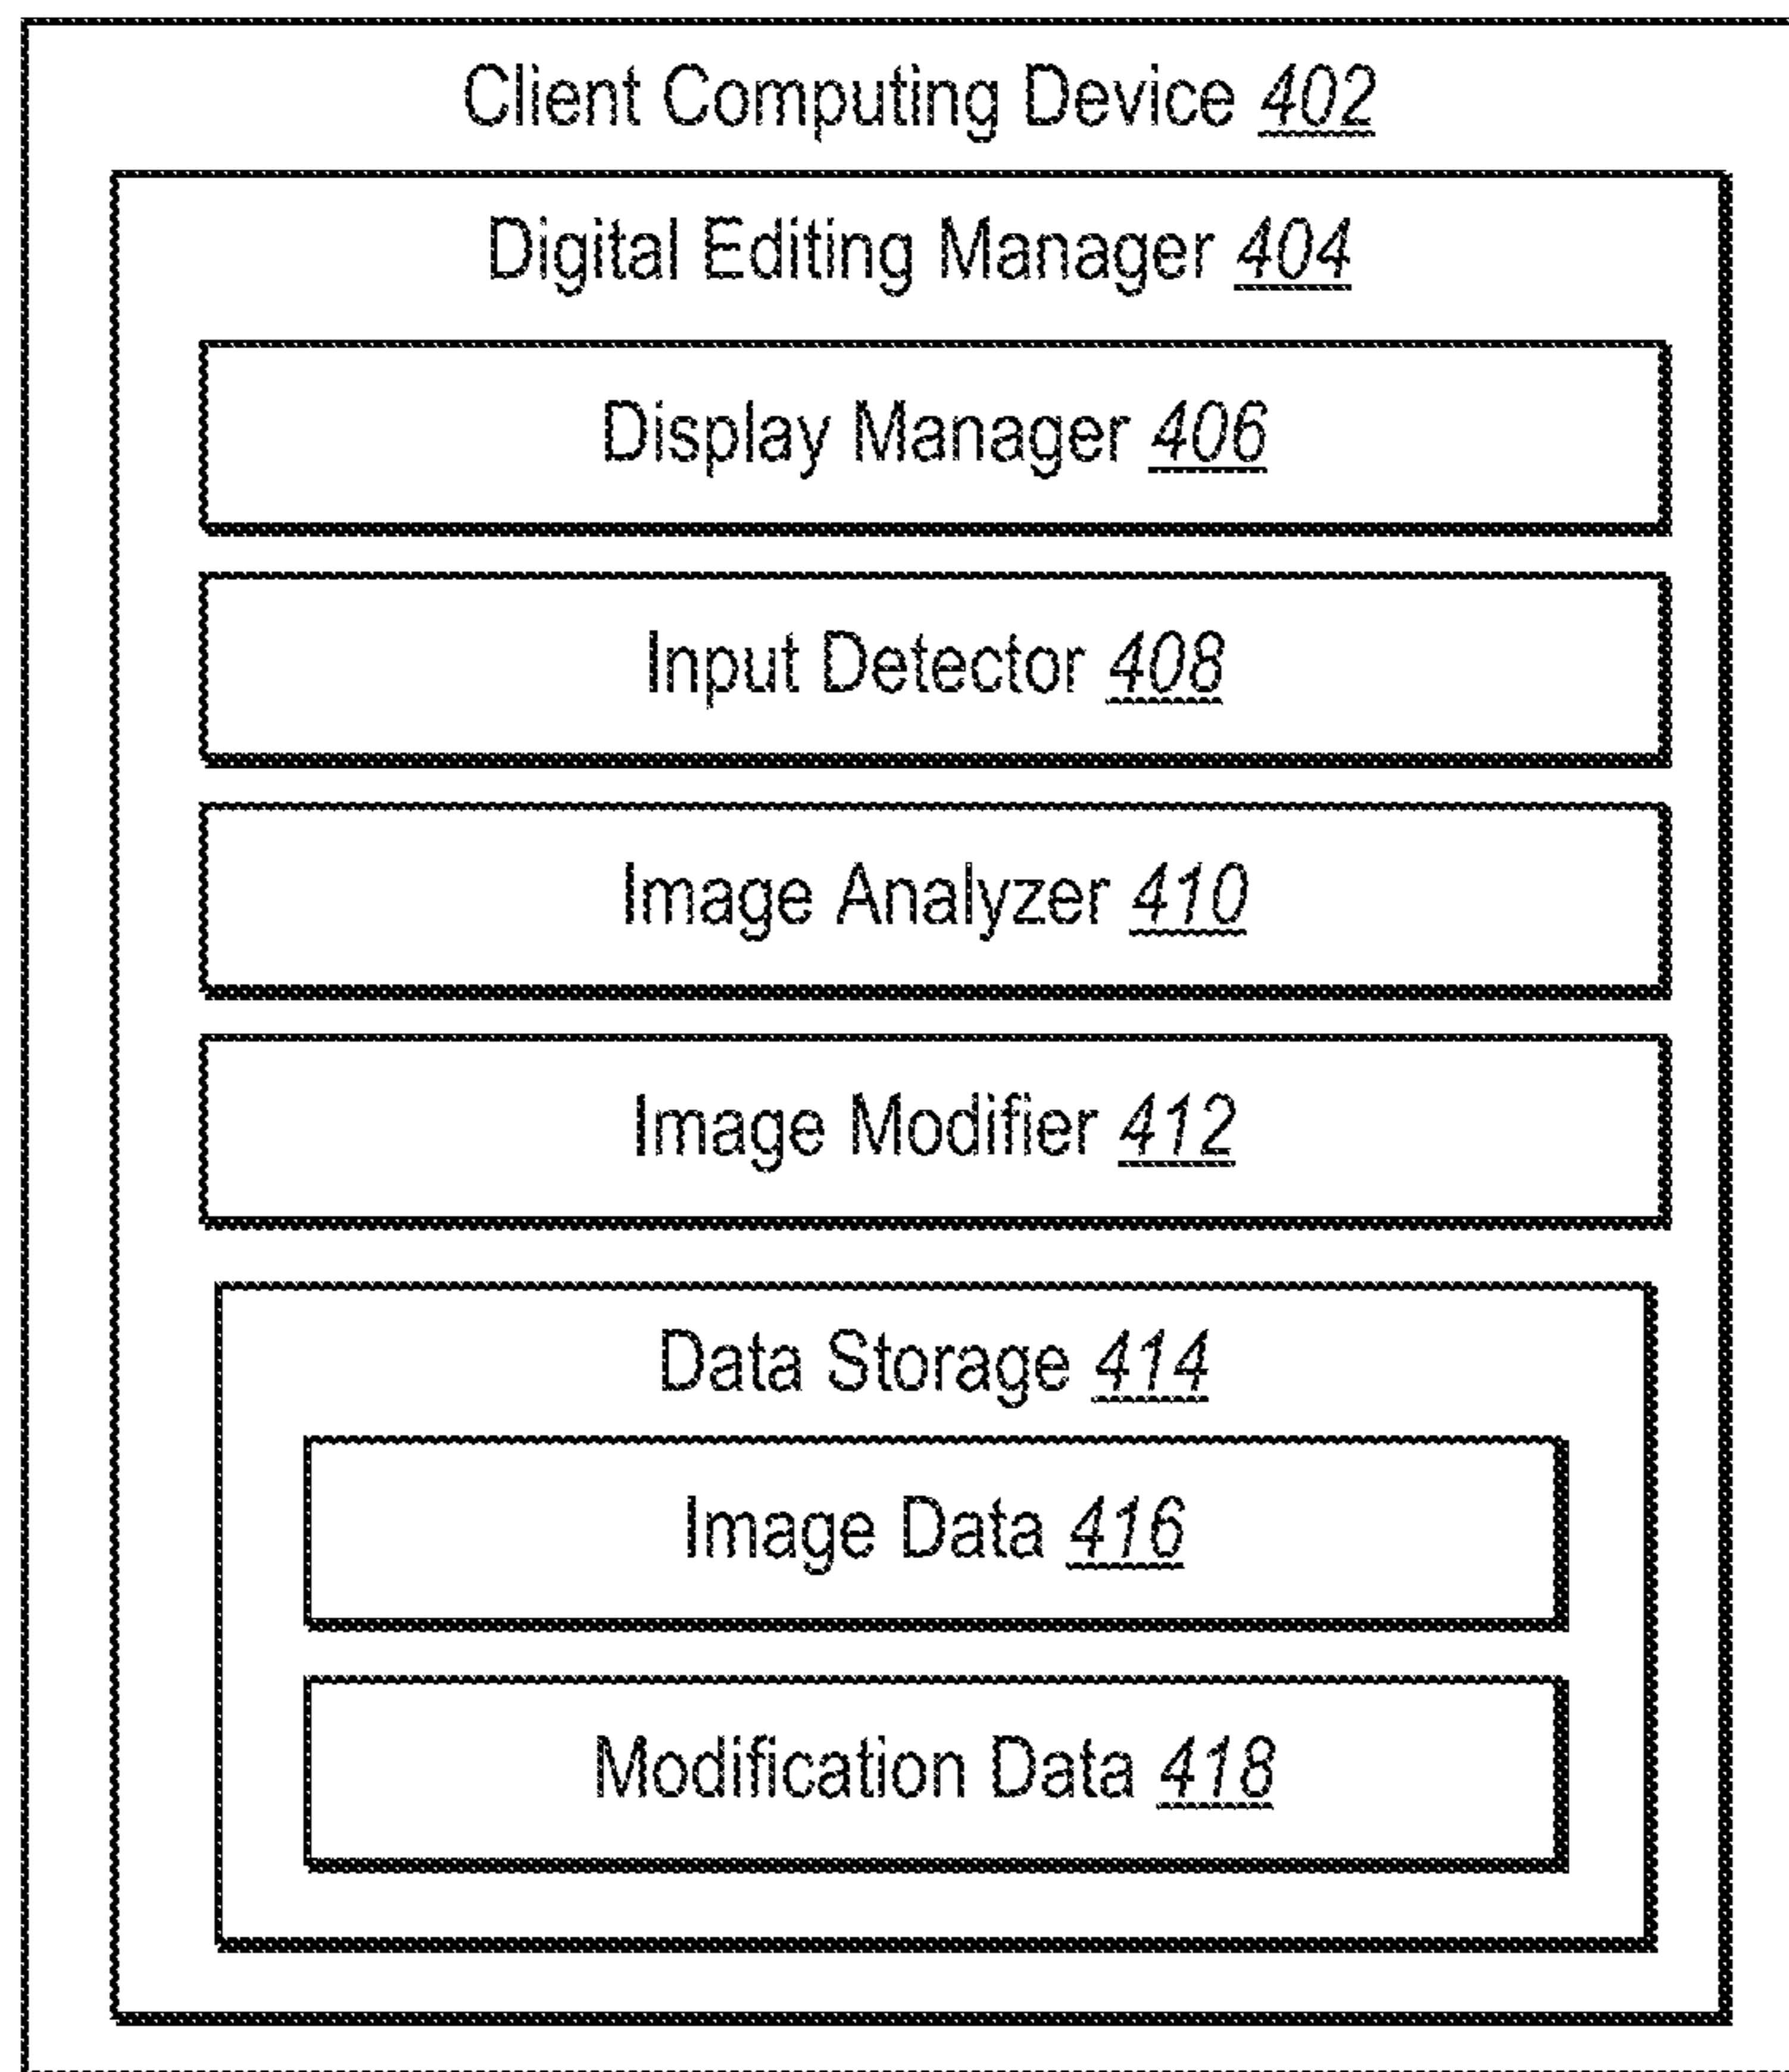 Client Computing Device 402
Digital Editing Manager 404
Display Manager 406
Input Detector 408
Image Analyzer 410
Image Modifier 412
Data Storage 414
Image Data 416
Modification Data 418